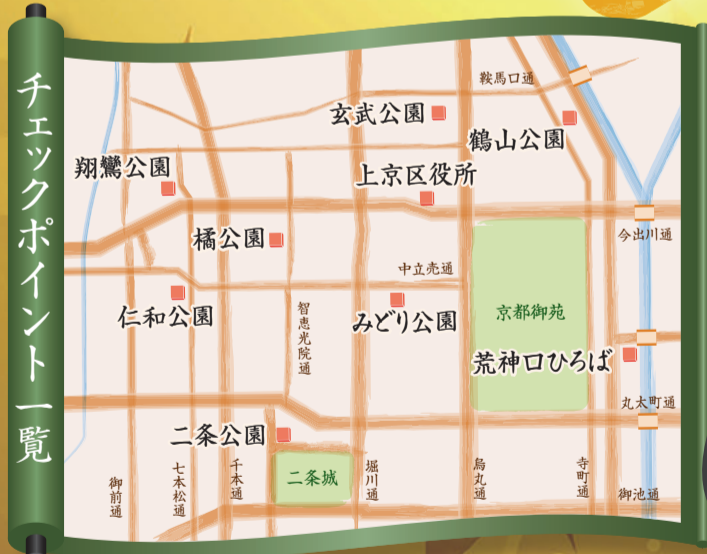 チェックポイント一覧
鞍馬口通
玄武公園
鶴山公園
翔鸞公園
上京区役所
今出川通
橘公園
中立売通
仁和公園
智恵光院通
みどり公園
京都御苑
荒神口ひろば
丸太町通
二条公園
二条城
御前通
七本松通
千本通
堀川通
烏丸通
寺町通
御池通